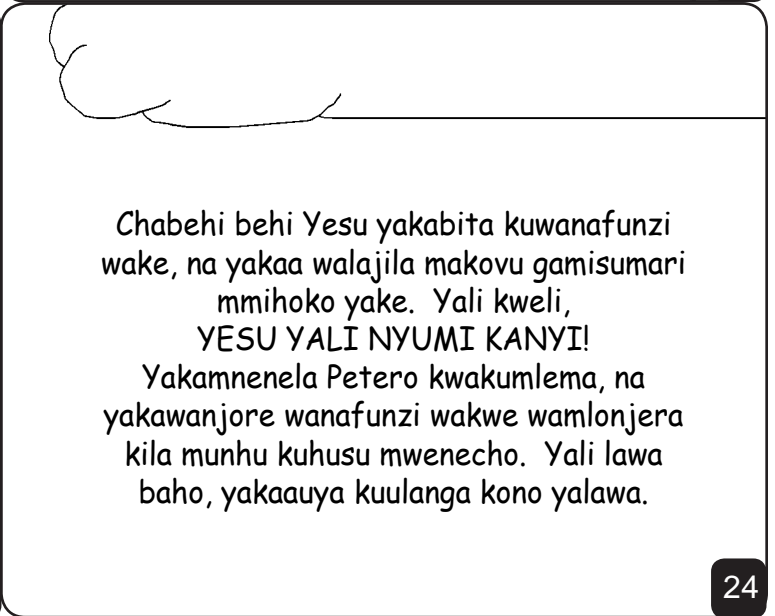 Chabehi behi Yesu yakabita kuwanafunzi
wake, na yakaa walajila makovu gamisumari
mmihoko yake. Yali kweli,
YESU YALI NYUMI KANYI!
Yakamnenela Petero kwakumlema, na
yakawanjore wanafunzi wakwe wamlonjera
kila munhu kuhusu mwenecho. Yali lawa
baho, yakaauya kuulanga kono yalawa.
24